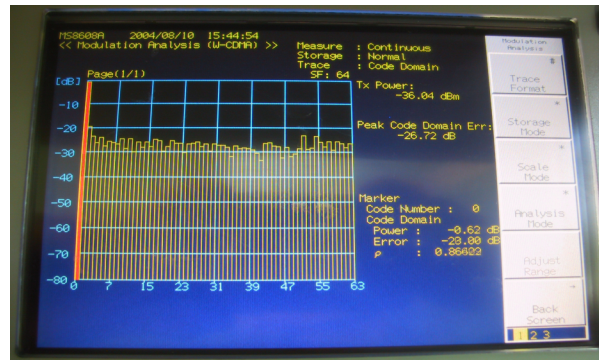 MS8608A 2004/08/10 15:44:54
<< Modulation Analysis (W-CDMA) >>
Measure : Continuous
Storage : Normal
Trace : Code Domain
SF: 64
Page(1/1)
[dB]
-10
-20
-30
-40
-50
-60
-70
-80
0 7 15 23 31 39 47 55 63
Tx Power:
-36.04 dBm
Peak Code Domain Err:
-26.72 dB
Marker
Code Number : 0
Code Domain
Power : -0.62 dB
Error : -28.00 dB
ρ : 0.86622
Modulation
Analysis
#
Trace
Format
*
Storage
Mode
*
Scale
Mode
*
Analysis
Mode
Adjust
Range
→
Back
Screen
1 2 3